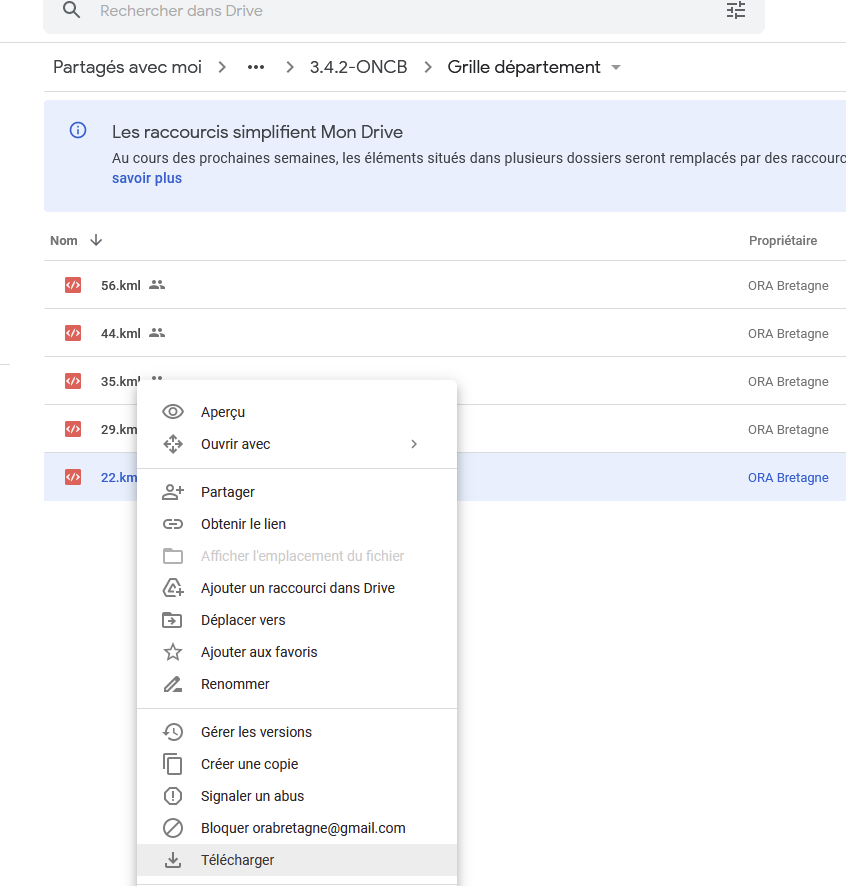 Rechercher dans Drive
Partagés avec moi > ••• > 3.4.2-ONCB > Grille département
Les raccourcis simplifient Mon Drive
Au cours des prochaines semaines, les éléments situés dans plusieurs dossiers seront remplacés par des raccourc
savoir plus
Nom Propriétaire
56.kml ORA Bretagne
44.kml ORA Bretagne
35.kml ORA Bretagne
29.km ORA Bretagne
22.km ORA Bretagne
Aperçu
Ouvrir avec
Partager
Obtenir le lien
Afficher l'emplacement du fichier
Ajouter un raccourci dans Drive
Déplacer vers
Ajouter aux favoris
Renommer
Gérer les versions
Créer une copie
Signaler un abus
Bloquer orabretagne@gmail.com
Télécharger